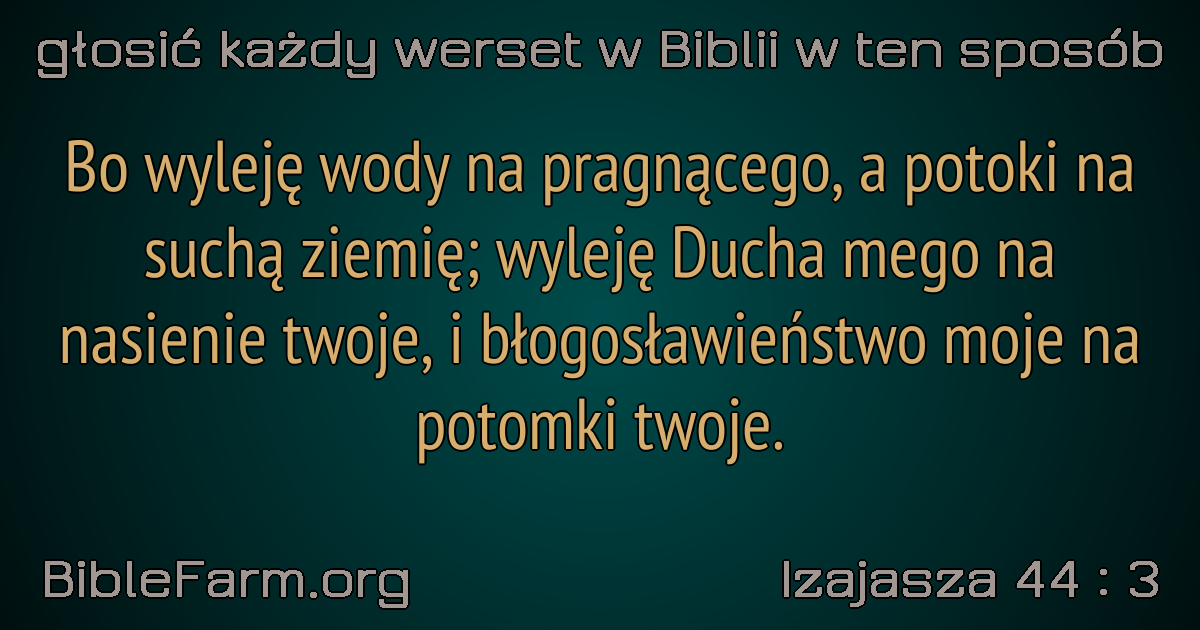 głosić każdy werset w Biblii w ten sposób
Bo wyleję wody na pragnącego, a potoki na
suchą ziemię; wyleję Ducha mego na
nasienie twoje, i błogosławieństwo moje na
potomki twoje.
BibleFarm.org
Izajasza 44 : 3